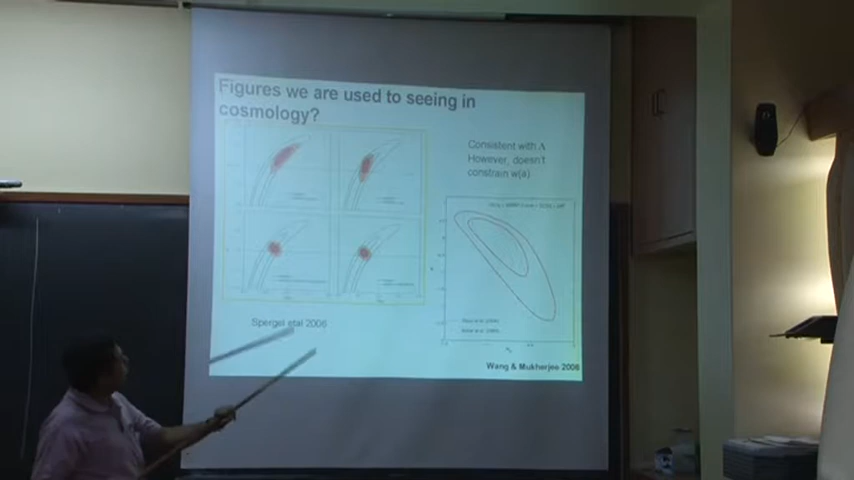 Figures we are used to seeing in
cosmology?
Consistent with Λ
However, doesn't
constrain w(a)
Spergel etal 2006
Wang & Mukherjee 2006